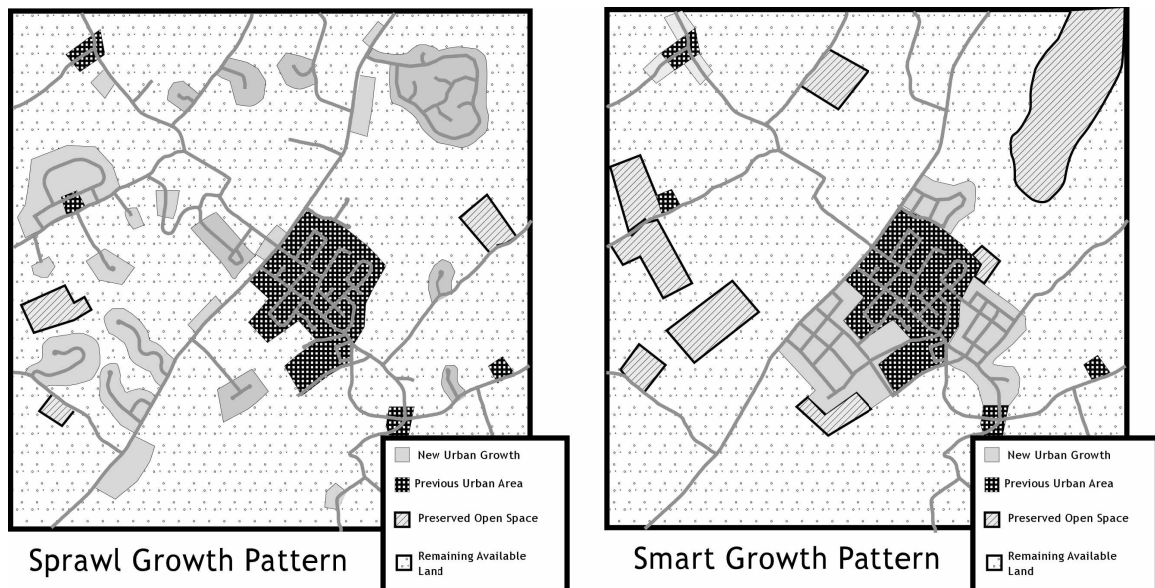 New Urban Growth
Previous Urban Area
Preserved Open Space
Remaining Available
Land
Sprawl Growth Pattern
New Urban Growth
Previous Urban Area
Preserved Open Space
Remaining Available
Land
Smart Growth Pattern